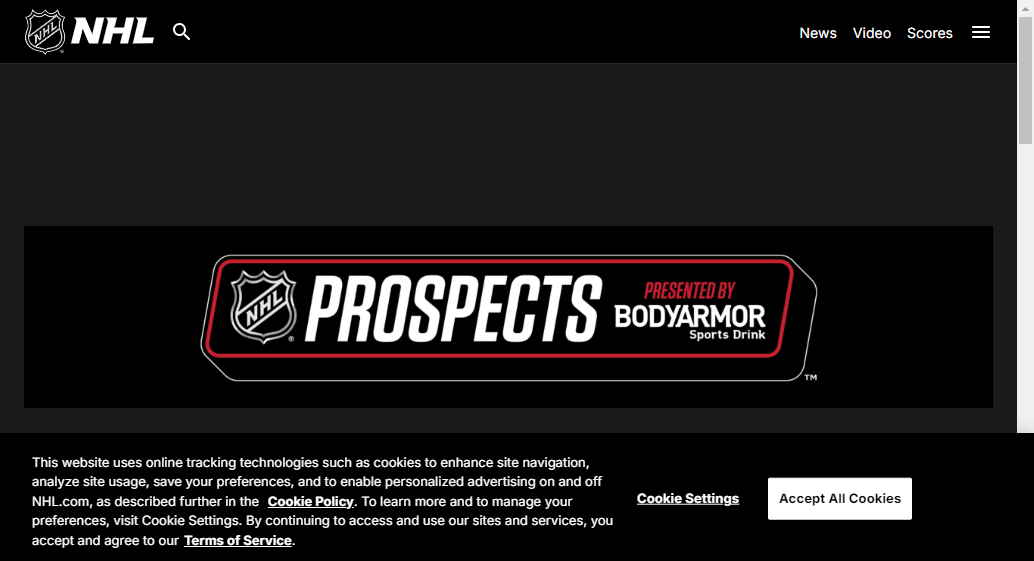 NHL NHL News Video Scores
NHL PROSPECTS PRESENTED BY
BODYARMOR
Sports Drink
TM
This website uses online tracking technologies such as cookies to enhance site navigation,
analyze site usage, save your preferences, and to enable personalized advertising on and off
NHL.com, as described further in the Cookie Policy. To learn more and to manage your
preferences, visit Cookie Settings. By continuing to access and use our sites and services, you
accept and agree to our Terms of Service.
Cookie Settings
Accept All Cookies